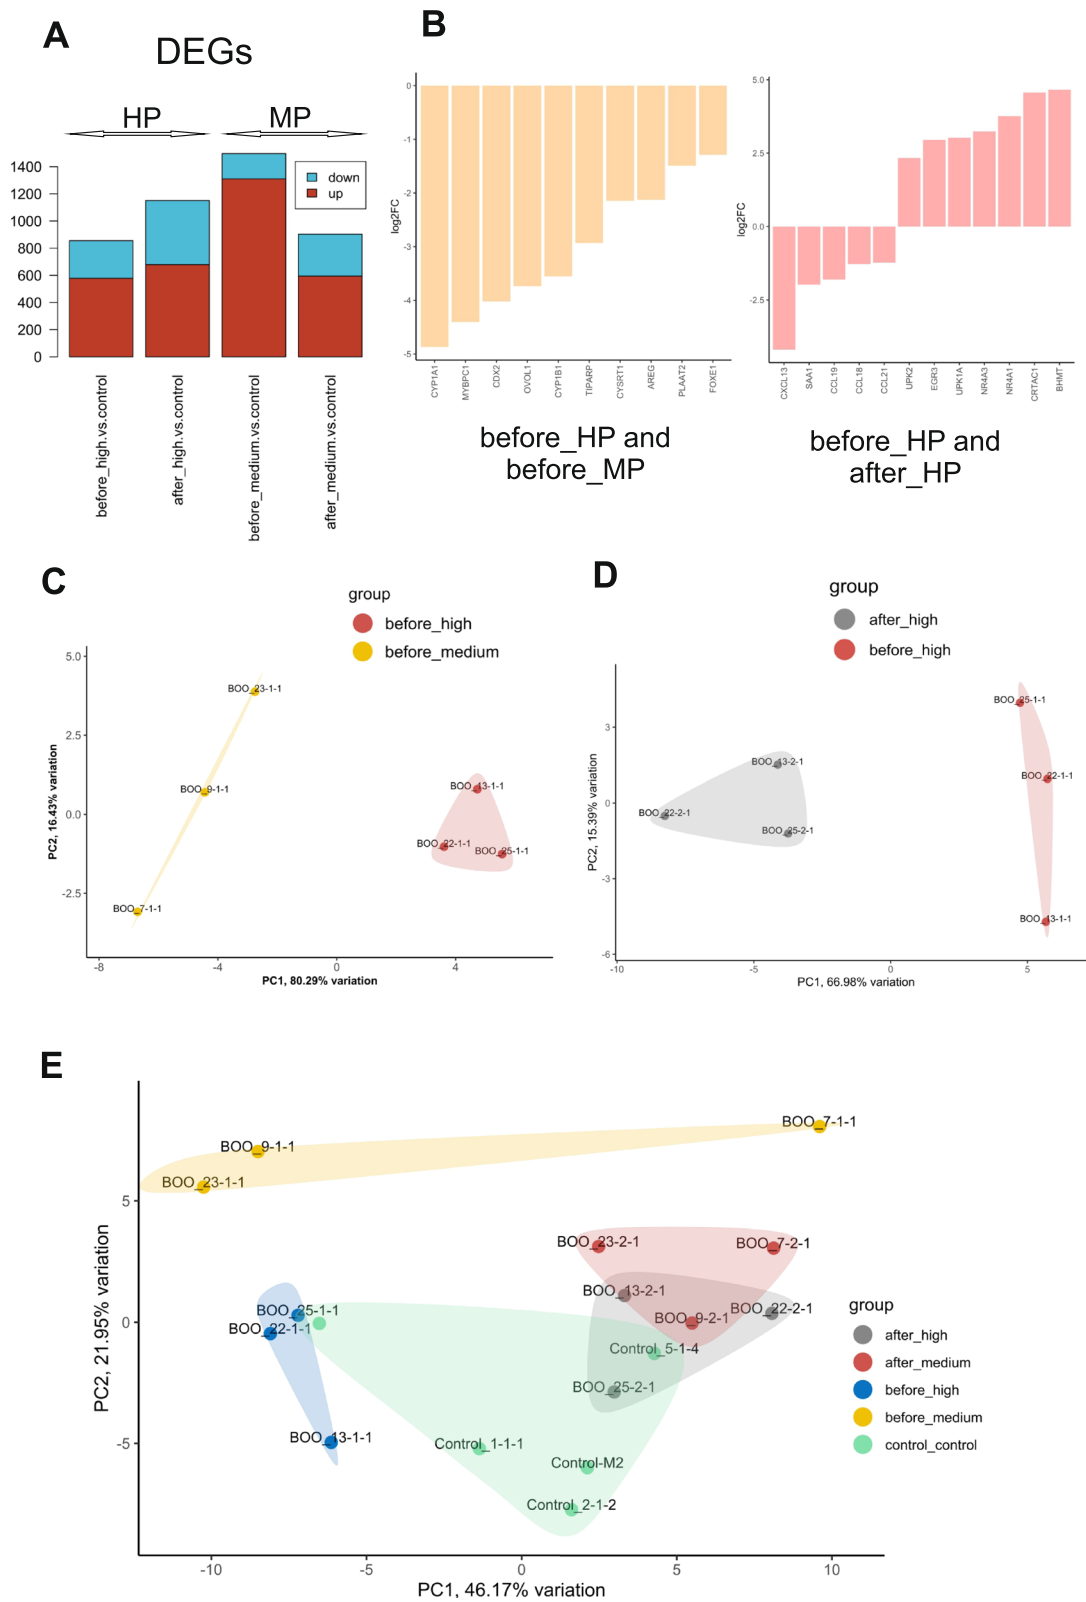 A
DEGs
HP
MP
down
up
1400
1200
1000
800
600
400
200
0
before_high.vs.control
after_high.vs.control
before_medium.vs.control
after_medium.vs.control
B
log2FC
0
-1
-2
-3
-4
-5
CYP1A1
MYBPC1
CDX2
OVOL1
CYP1B1
TIPARP
CYSRT1
AREG
PLAAT2
FOXE1
before_HP and
before_MP
log2FC
5.0
2.5
0.0
-2.5
CXCL13
SAA1
CCL19
CCL18
CCL21
UPK2
EGR3
UPK1A
NR4A3
NR4A1
CRTAC1
BHMT
before_HP and
after_HP
C
group
before_high
before_medium
PC2, 16.43% variation
5.0
2.5
0.0
-2.5
BOO_23-1-1
BOO_9-1-1
BOO_7-1-1
BOO_13-1-1
BOO_22-1-1
BOO_25-1-1
-8
-4
0
4
PC1, 80.29% variation
D
group
after_high
before_high
PC2, 15.39% variation
3
0
-3
-6
BOO_25-1-1
BOO_13-2-1
BOO_22-1-1
BOO_22-2-1
BOO_25-2-1
BOO_13-1-1
-10
-5
0
5
PC1, 66.98% variation
E
PC2, 21.95% variation
5
0
-5
BOO_7-1-1
BOO_9-1-1
BOO_23-1-1
BOO_23-2-1
BOO_7-2-1
BOO_13-2-1
BOO_25-1-1
BOO_22-2-1
BOO_22-1-1
BOO_9-2-1
Control_5-1-4
BOO_25-2-1
BOO_13-1-1
Control_1-1-1
Control-M2
Control_2-1-2
-10
-5
0
5
10
PC1, 46.17% variation
group
after_high
after_medium
before_high
before_medium
control_control